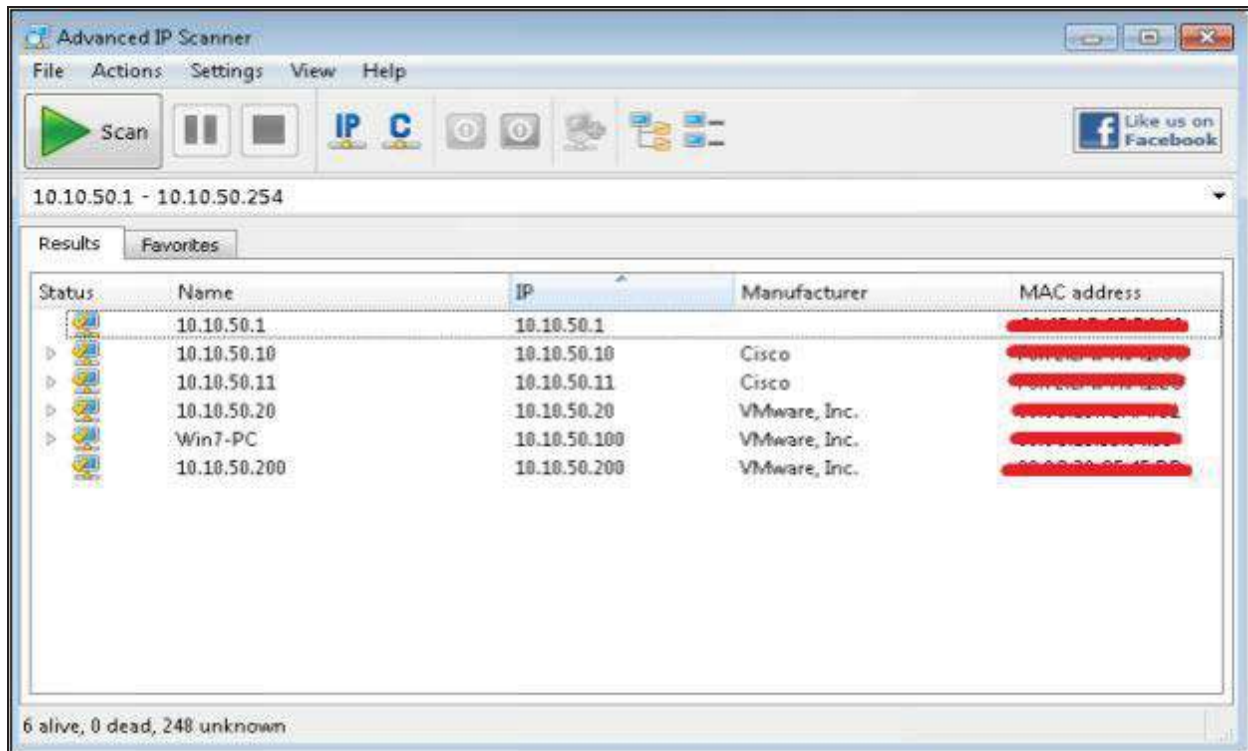 Advanced IP Scanner
File Actions Settings View Help
Scan IP C Like us on Facebook
10.10.50.1 - 10.10.50.254
Results Favorites
Status Name IP Manufacturer MAC address
10.10.50.1 10.10.50.1
10.10.50.10 10.10.50.10 Cisco
10.10.50.11 10.10.50.11 Cisco
10.10.50.20 10.10.50.20 VMware, Inc.
Win7-PC 10.10.50.100 VMware, Inc.
10.10.50.200 10.10.50.200 VMware, Inc.
6 alive, 0 dead, 248 unknown